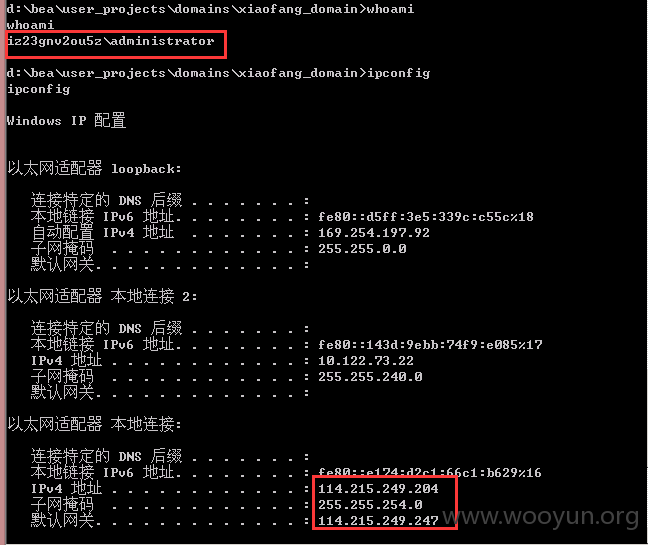 d:\bea\user_projects\domains\xiaofang_domain>whoami
whoami
iz23gnv2ou5z\administrator
d:\bea\user_projects\domains\xiaofang_domain>ipconfig
ipconfig
Windows IP 配置
以太网适配器 loopback:
连接特定的 DNS 后缀 . . . . . . . :
本地链接 IPv6 地址. . . . . . . . : fe80::d5ff:3e5:339c:c55c%18
自动配置 IPv4 地址 . . . . . . . : 169.254.197.92
子网掩码 . . . . . . . . . . . . : 255.255.0.0
默认网关. . . . . . . . . . . . . :
以太网适配器 本地连接 2:
连接特定的 DNS 后缀 . . . . . . . :
本地链接 IPv6 地址. . . . . . . . : fe80::143d:9ebb:74f9:e085%17
IPv4 地址 . . . . . . . . . . . . : 10.122.73.22
子网掩码 . . . . . . . . . . . . : 255.255.240.0
默认网关. . . . . . . . . . . . . :
以太网适配器 本地连接:
连接特定的 DNS 后缀 . . . . . . . :
本地链接 IPv6 地址. . . . . . . . : fe80::e174:d2c1:66c1:b629%16
IPv4 地址 . . . . . . . . . . . . : 114.215.249.204
子网掩码 . . . . . . . . . . . . : 255.255.254.0
默认网关. . . . . . . . . . . . . : 114.215.249.247
www.wooyun.org